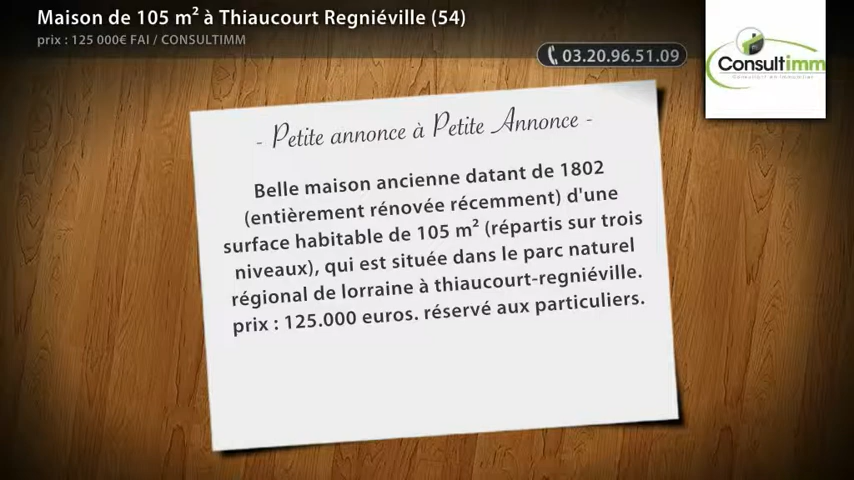 Maison de 105 m² à Thiaucourt Regniéville (54)
prix : 125 000€ FAI / CONSULTIMM
03.20.96.51.09
Consultimm
Consultant en immobilier
- Petite annonce à Petite Annonce -
Belle maison ancienne datant de 1802
(entièrement rénovée récemment) d'une
surface habitable de 105 m² (répartis sur trois
niveaux), qui est située dans le parc naturel
régional de lorraine à thiaucourt-regniéville.
prix : 125.000 euros. réservé aux particuliers.